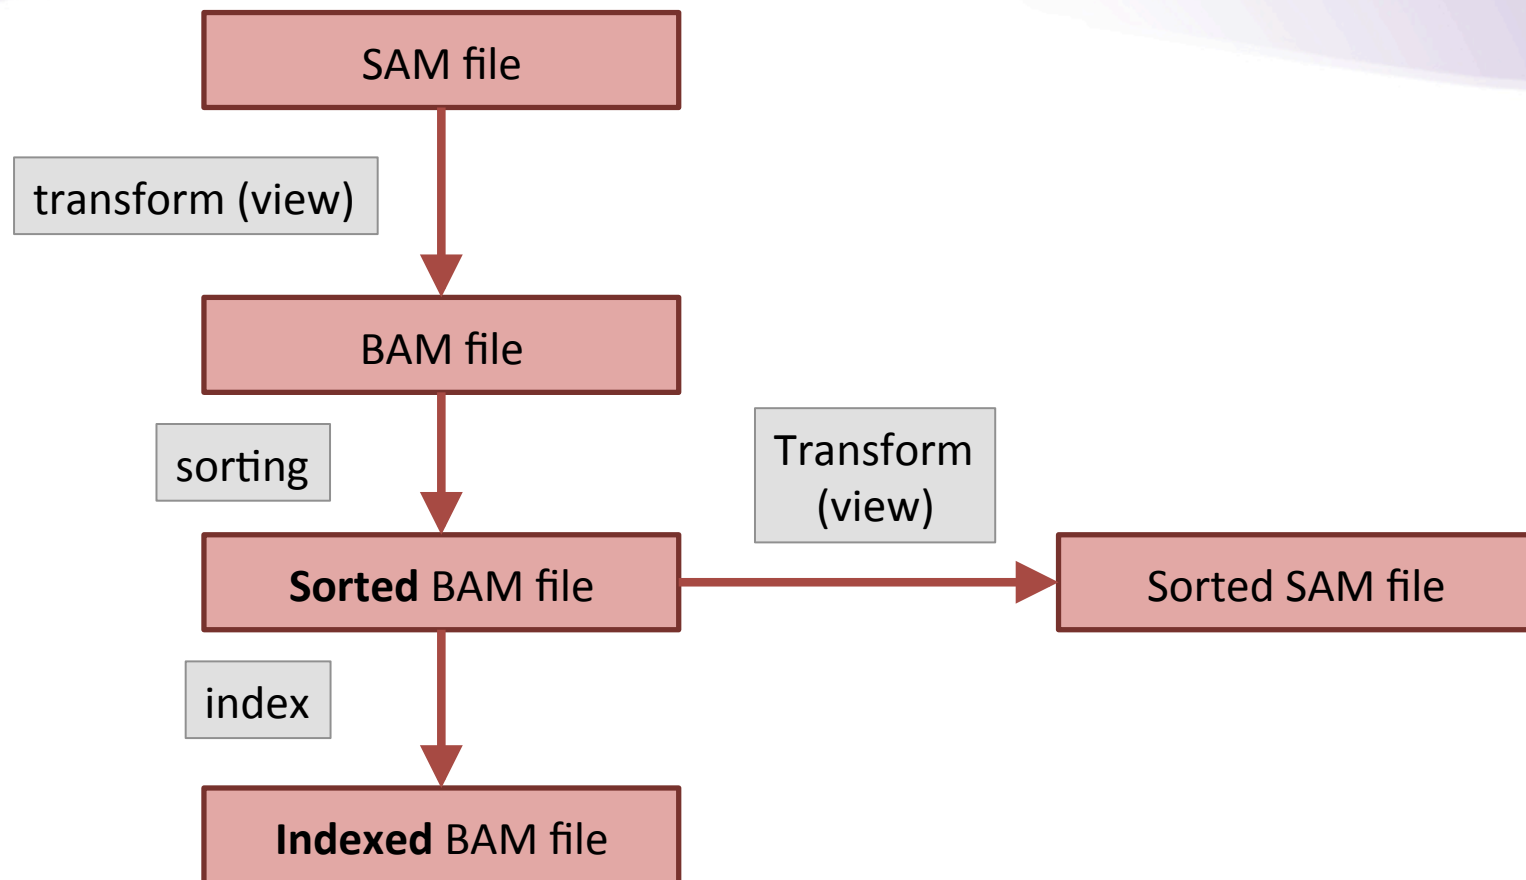 SAM file
transform (view)
BAM file
sorting
Transform
(view)
Sorted BAM file
Sorted SAM file
index
Indexed BAM file